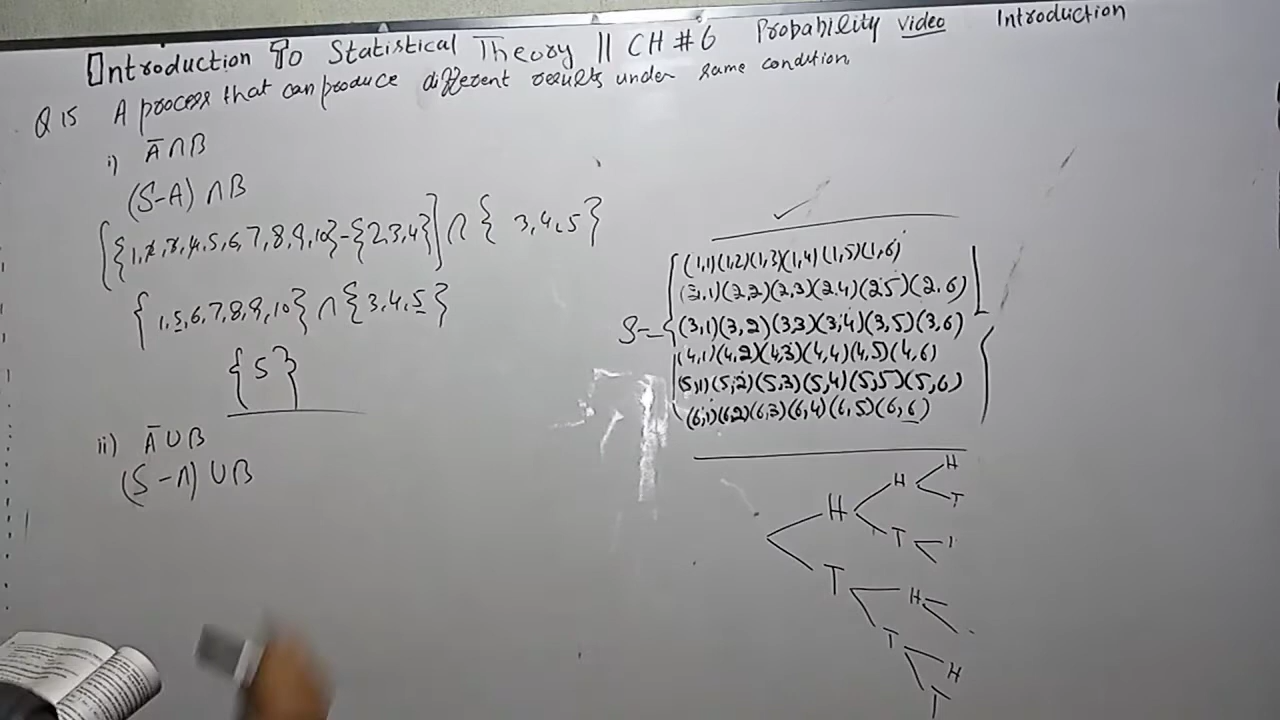 Introduction To Statistical Theory || CH # 6 Probability Video Introduction
Q 15 A process that can produce different results under same condition,
i) A̅∩B
(S-A) ∩B
[{1,2,3,4,5,6,7,8,9,10}-{2,3,4}] ∩ { 3,4,5}
{ 1,5,6,7,8,9,10} ∩ {3,4,5}
{5}
ii) A̅ ∪ B
(S-A) ∪B
S= { (1,1)(1,2)(1,3)(1,4)(1,5)(1,6)
(2,1)(2,2)(2,3)(2,4)(2,5)(2,6)
(3,1)(3,2)(3,3)(3,4)(3,5)(3,6)
(4,1)(4,2)(4,3)(4,4)(4,5)(4,6)
(5,1)(5,2)(5,3)(5,4)(5,5)(5,6)
(6,1)(6,2)(6,3)(6,4)(6,5)(6,6) }
H
H
T
H
T
H
T
T
H
T